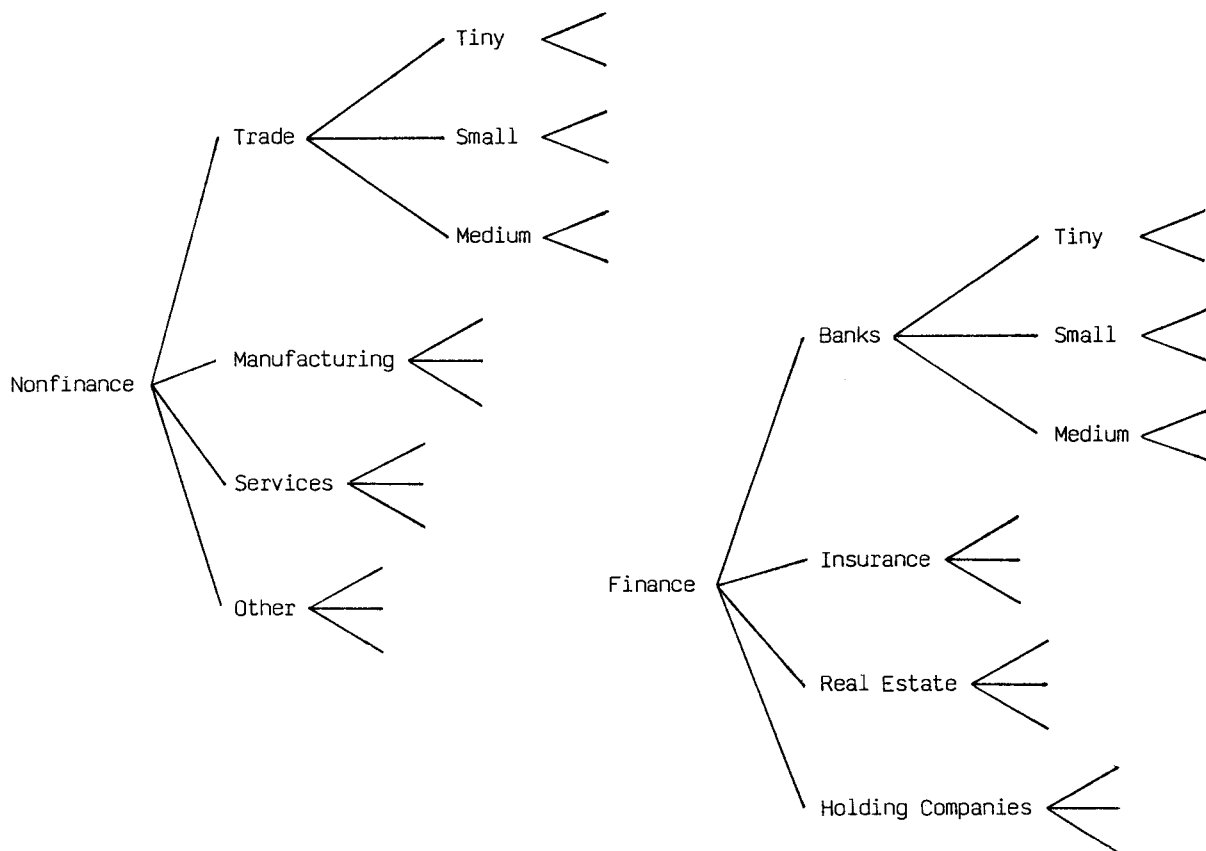 Nonfinance
Trade
Tiny
Small
Medium
Manufacturing
Services
Other
Finance
Banks
Tiny
Small
Medium
Insurance
Real Estate
Holding Companies